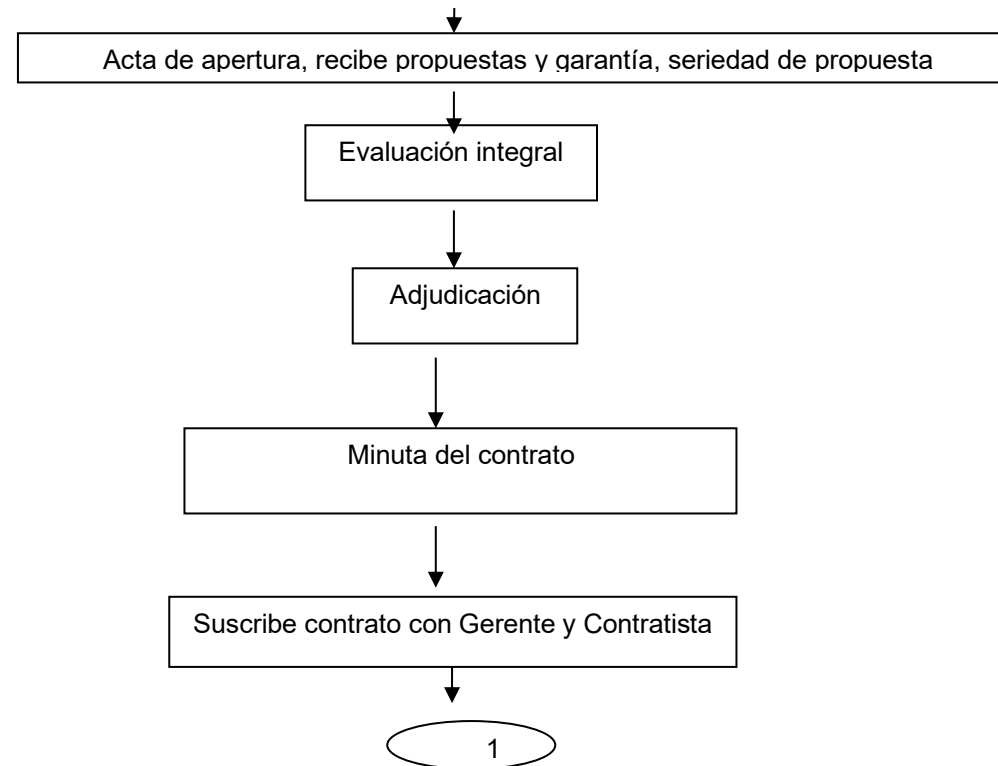 Acta de apertura, recibe propuestas y garantía, seriedad de propuesta
Evaluación integral
Adjudicación
Minuta del contrato
Suscribe contrato con Gerente y Contratista
1